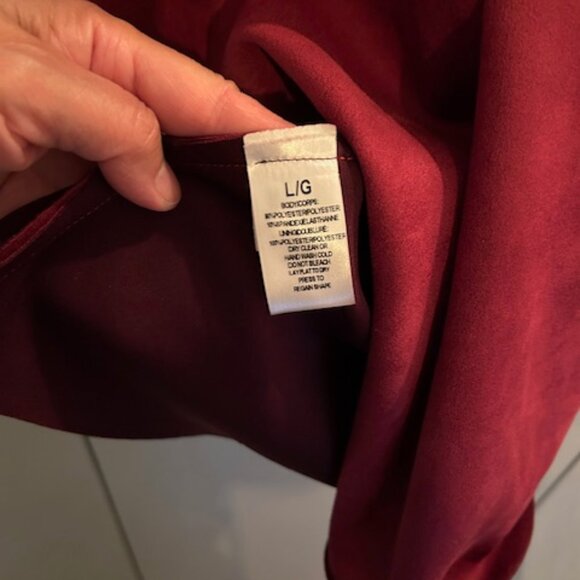 L/G
BODY/CORPS:
90%POLYESTER/POLYESTER
10%SPANDEX/ELASTHANNE
LINING/DOUBLURE:
100%POLYESTER/POLYESTER
DRY CLEAN OR
HAND WASH COLD
DO NOT BLEACH
LAY FLAT TO DRY
PRESS TO
REGAIN SHAPE